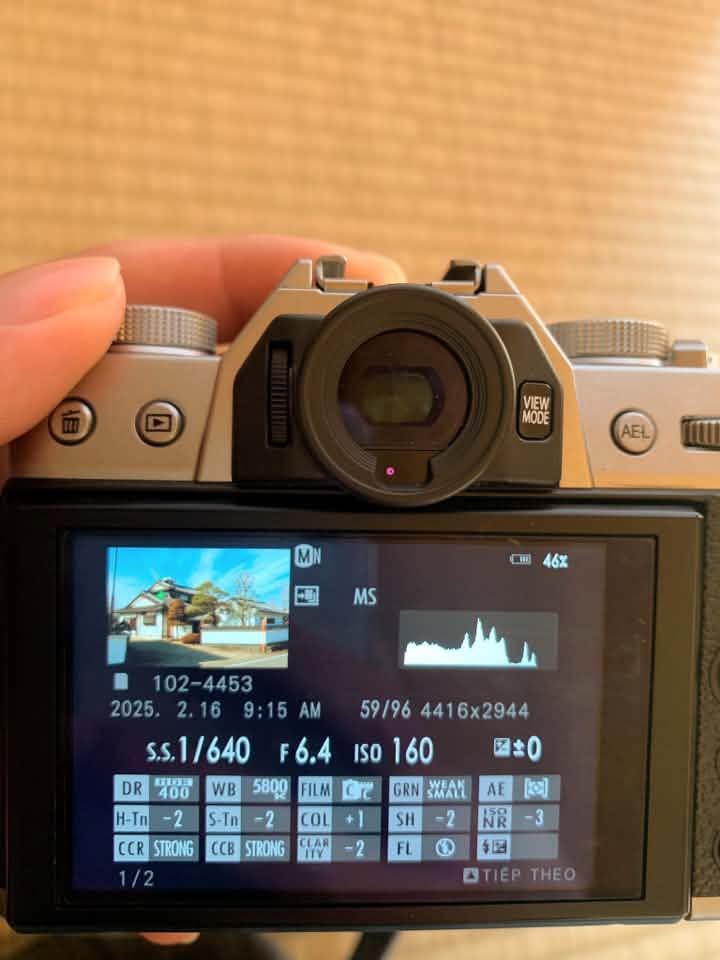 VIEW
MODE
AEL
MN 46%
MS
102-4453
2025. 2.16 9:15 AM 59/96 4416x2944
S.S.1/640 F6.4 ISO 160 ±0
DR 400 WB 5800K FILM GRN WEAK SMALL AE
H-Tn -2 S-Tn -2 COL +1 SH -2 ISO NR -3
CCR STRONG CCB STRONG CLARITY -2 FL
1/2 TIẾP THEO